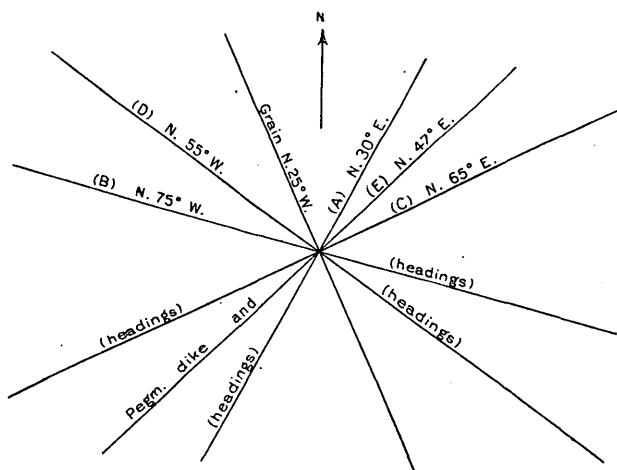 N
(D) N. 55° W.
Grain N.25° W.
(A) N. 30° E.
(E) N. 47° E.
(B) N. 75° W.
(C) N. 65° E.
(headings)
(headings)
(headings)
Pegm. dike and
(headings)